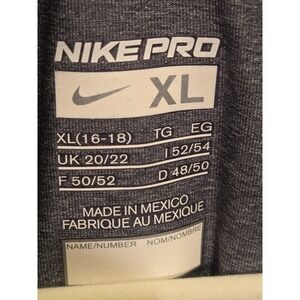 NIKE PRO
XL
XL(16-18) TG EG
UK 20/22 I 52/54
F 50/52 D 48/50
MADE IN MEXICO
FABRIQUE AU MEXIQUE
NAME/NUMBER NOM/NOMBRE